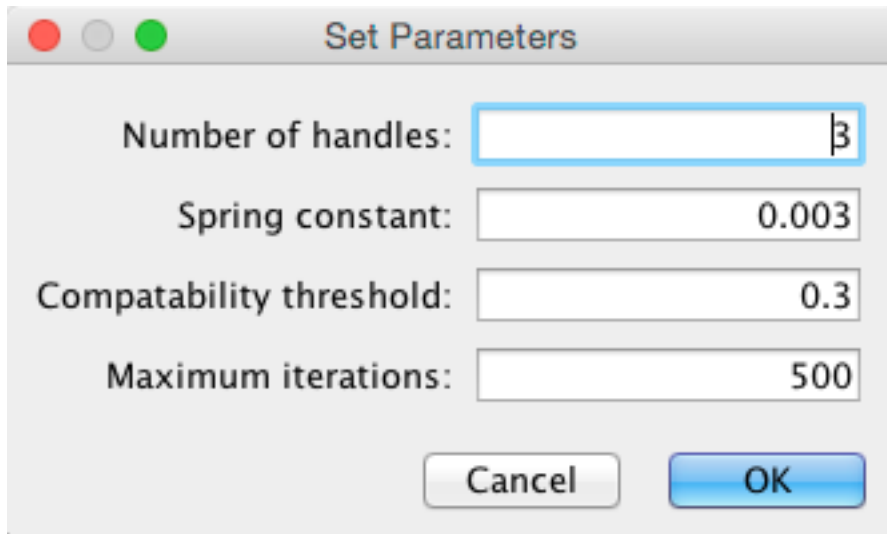 Set Parameters
Number of handles: 3
Spring constant: 0.003
Compatability threshold: 0.3
Maximum iterations: 500
Cancel OK